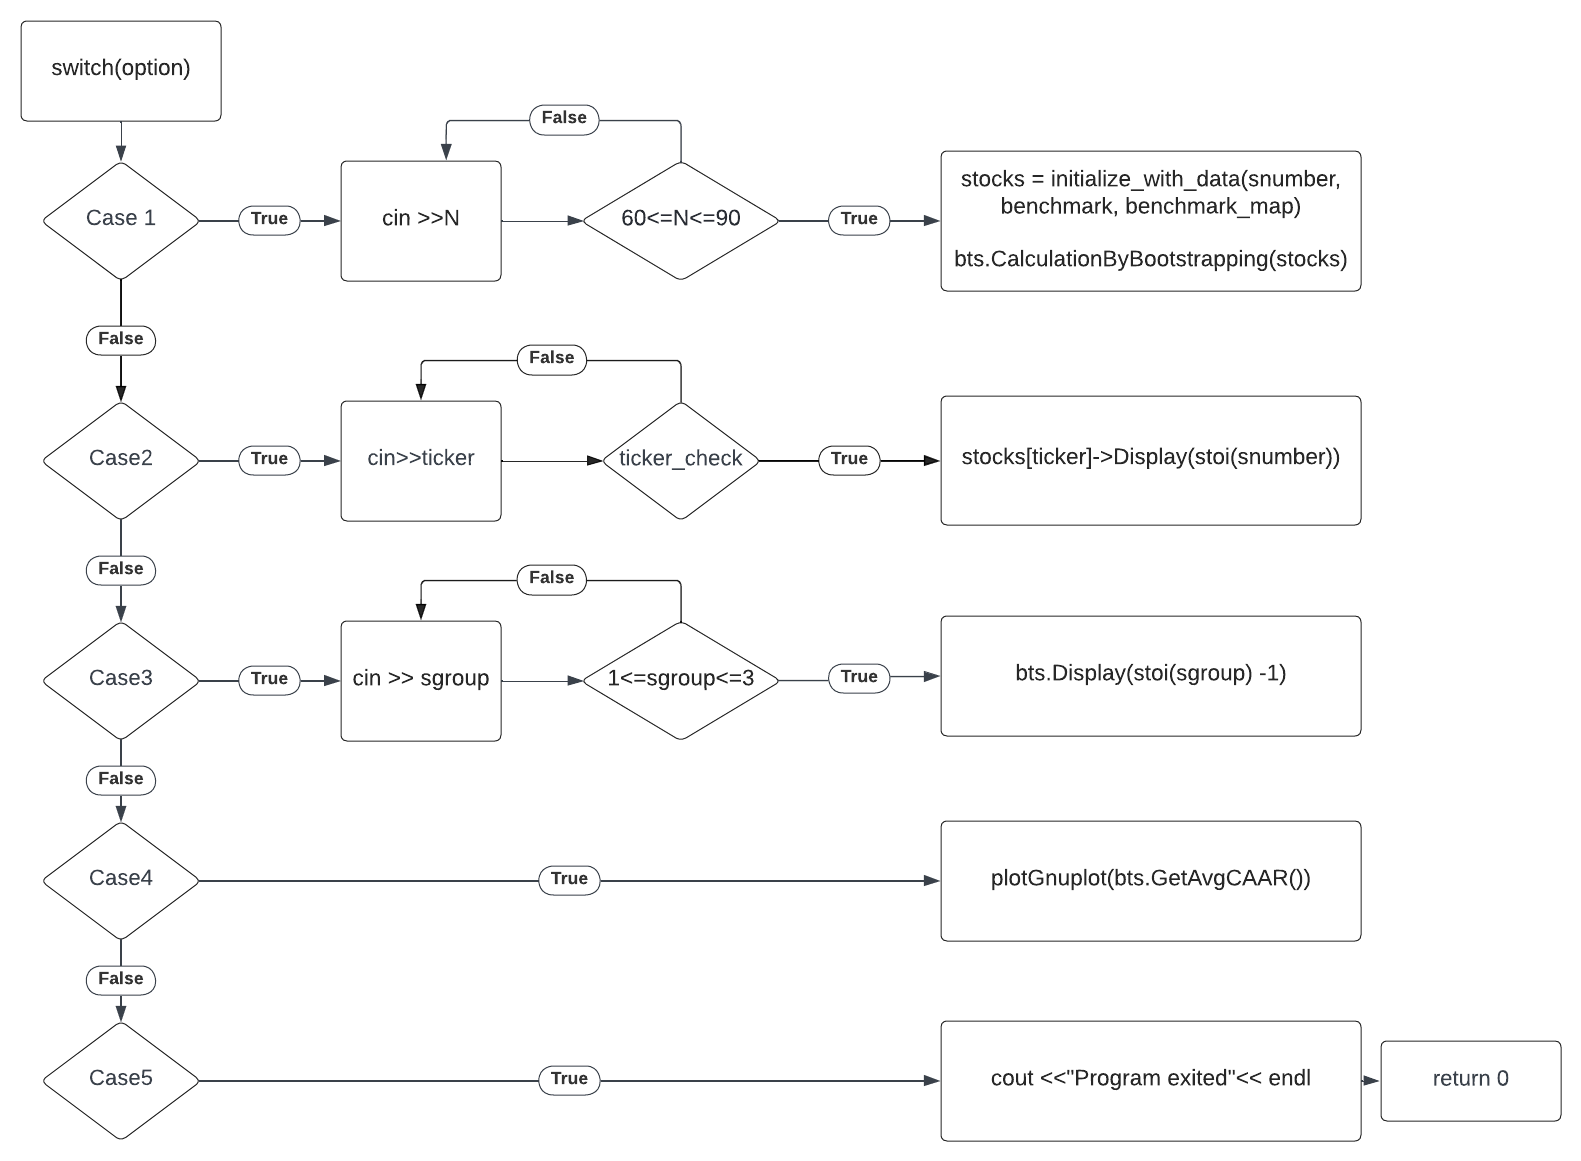 switch(option)
False
Case 1
True
cin >>N
60<=N<=90
True
stocks = initialize_with_data(snumber,
benchmark, benchmark_map)
bts.CalculationByBootstrapping(stocks)
False
False
Case2
True
cin>>ticker
ticker_check
True
stocks[ticker]->Display(stoi(snumber))
False
False
Case3
True
cin >> sgroup
1<=sgroup<=3
True
bts.Display(stoi(sgroup) -1)
False
Case4
True
plotGnuplot(bts.GetAvgCAAR())
False
Case5
True
cout <<"Program exited"<< endl
return 0